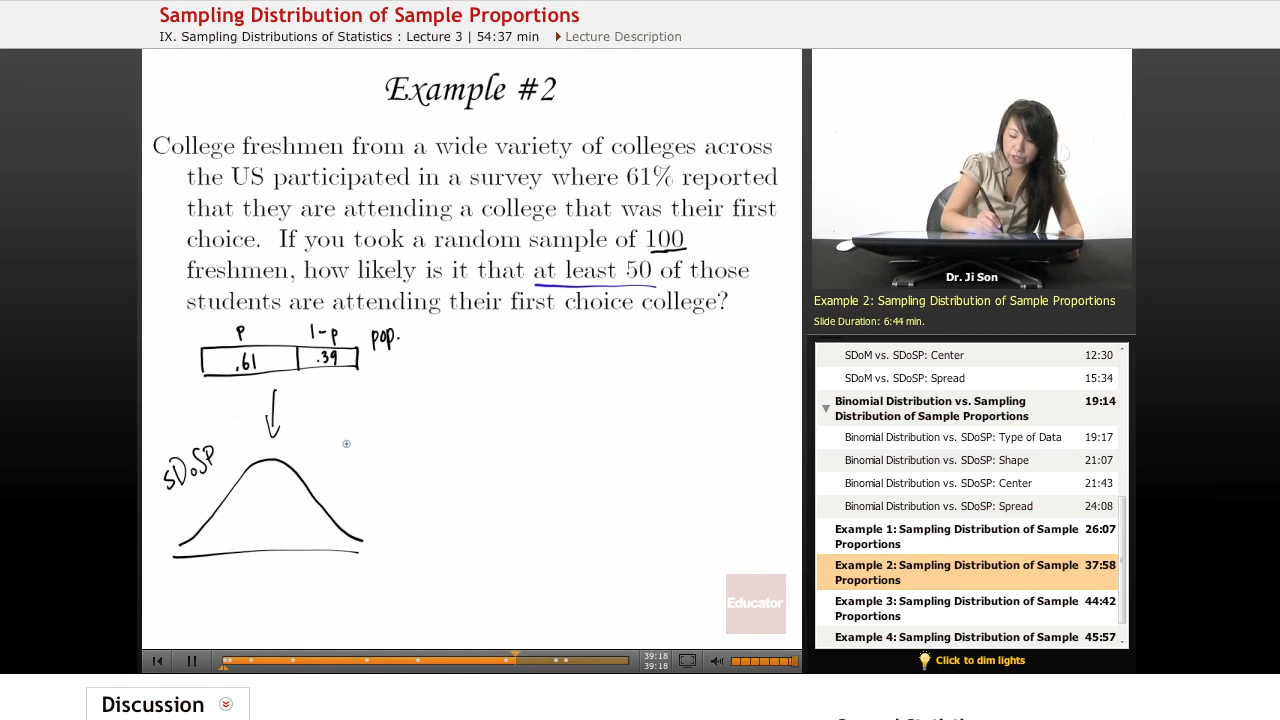 Sampling Distribution of Sample Proportions
IX. Sampling Distributions of Statistics : Lecture 3 | 54:37 min Lecture Description
Example #2
College freshmen from a wide variety of colleges across
the US participated in a survey where 61% reported
that they are attending a college that was their first
choice. If you took a random sample of 100
freshmen, how likely is it that at least 50 of those
students are attending their first choice college?
p 1-p pop.
.61 .39
SDoSP
Educator
39:18
39:18
Dr. Ji Son
Example 2: Sampling Distribution of Sample Proportions
Slide Duration: 6:44 min.
SDoM vs. SDoSP: Center 12:30
SDoM vs. SDoSP: Spread 15:34
Binomial Distribution vs. Sampling 19:14
Distribution of Sample Proportions
Binomial Distribution vs. SDoSP: Type of Data 19:17
Binomial Distribution vs. SDoSP: Shape 21:07
Binomial Distribution vs. SDoSP: Center 21:43
Binomial Distribution vs. SDoSP: Spread 24:08
Example 1: Sampling Distribution of Sample 26:07
Proportions
Example 2: Sampling Distribution of Sample 37:58
Proportions
Example 3: Sampling Distribution of Sample 44:42
Proportions
Example 4: Sampling Distribution of Sample 45:57
Click to dim lights
Discussion